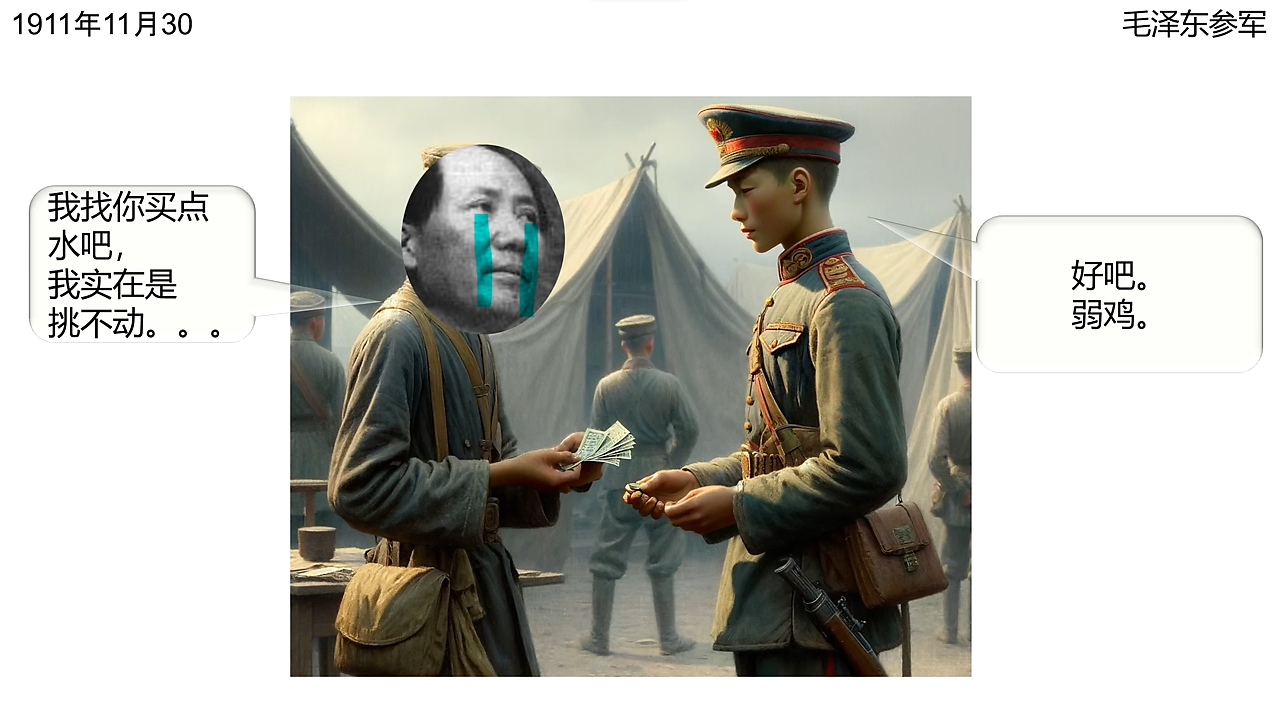 1911年11月30
毛泽东参军
我找你买点
水吧，
我实在是
挑不动。。。
好吧。
弱鸡。